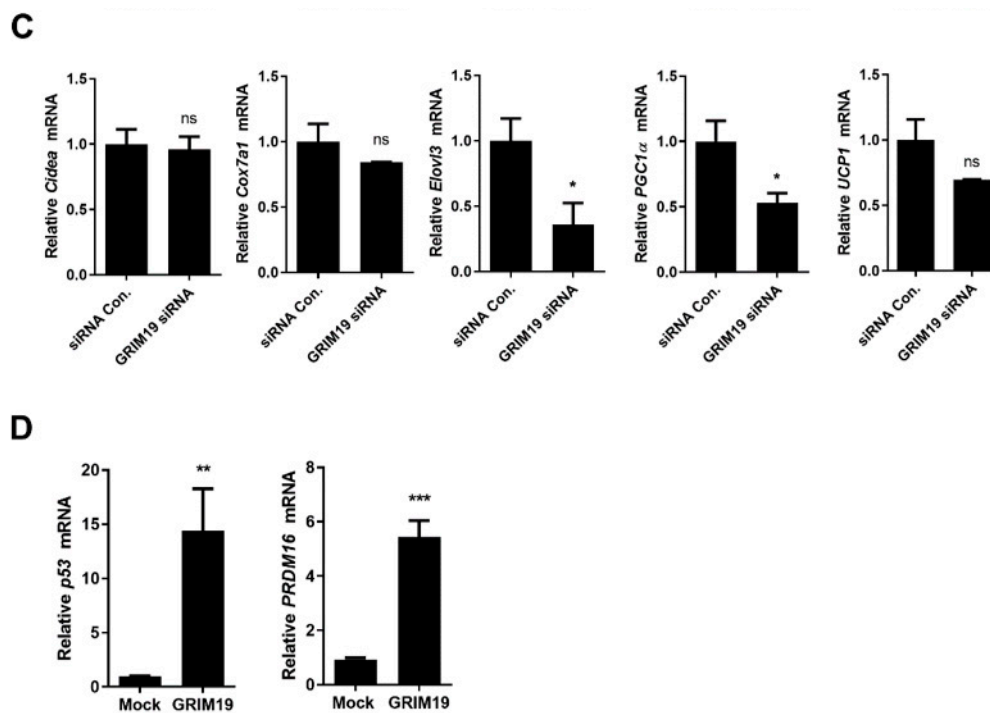 C
Relative Cidea mRNA
1.5
1.0
0.5
0.0
ns
siRNA Con.
GRIM19 siRNA
Relative Cox7a1 mRNA
1.5
1.0
0.5
0.0
ns
siRNA Con.
GRIM19 siRNA
Relative Elovl3 mRNA
1.5
1.0
0.5
0.0
*
siRNA Con.
GRIM19 siRNA
Relative PGC1α mRNA
1.5
1.0
0.5
0.0
*
siRNA Con.
GRIM19 siRNA
Relative UCP1 mRNA
1.5
1.0
0.5
0.0
ns
siRNA Con.
GRIM19 siRNA
D
Relative p53 mRNA
20
15
10
5
0
**
Mock GRIM19
Relative PRDM16 mRNA
8
6
4
2
0
***
Mock GRIM19